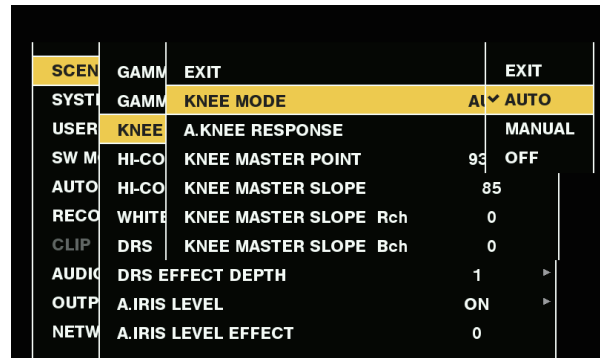 SCEN GAMM EXIT EXIT
SYSTI GAMM KNEE MODE AU ✓ AUTO
USER KNEE A.KNEE RESPONSE MANUAL
SW M HI-CO KNEE MASTER POINT 93 OFF
AUTO HI-CO KNEE MASTER SLOPE 85
RECO WHITE KNEE MASTER SLOPE Rch 0
CLIP DRS KNEE MASTER SLOPE Bch 0
AUDIO DRS EFFECT DEPTH 1
OUTP A.IRIS LEVEL ON
NETW A.IRIS LEVEL EFFECT 0